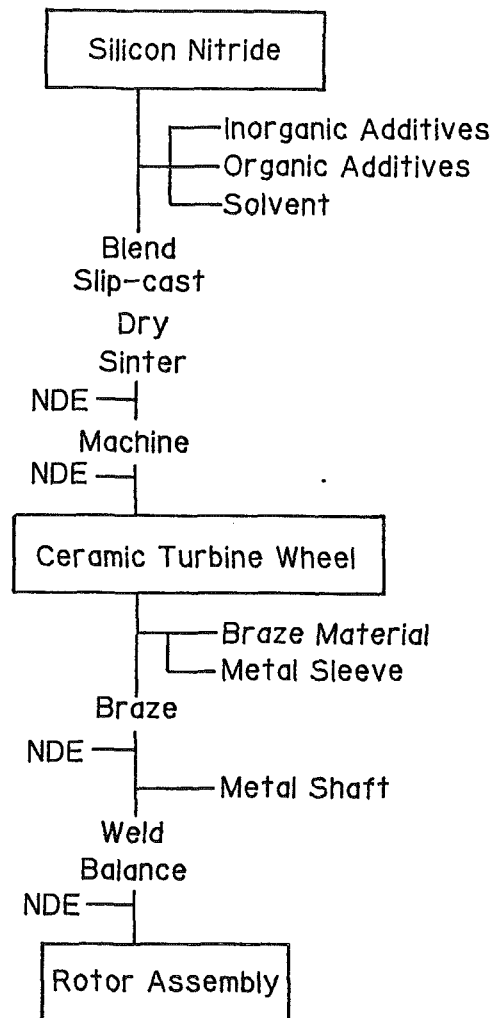 Silicon Nitride
Inorganic Additives
Organic Additives
Solvent
Blend
Slip-cast
Dry
Sinter
NDE
Machine
NDE
Ceramic Turbine Wheel
Braze Material
Metal Sleeve
Braze
NDE
Metal Shaft
Weld
Balance
NDE
Rotor Assembly